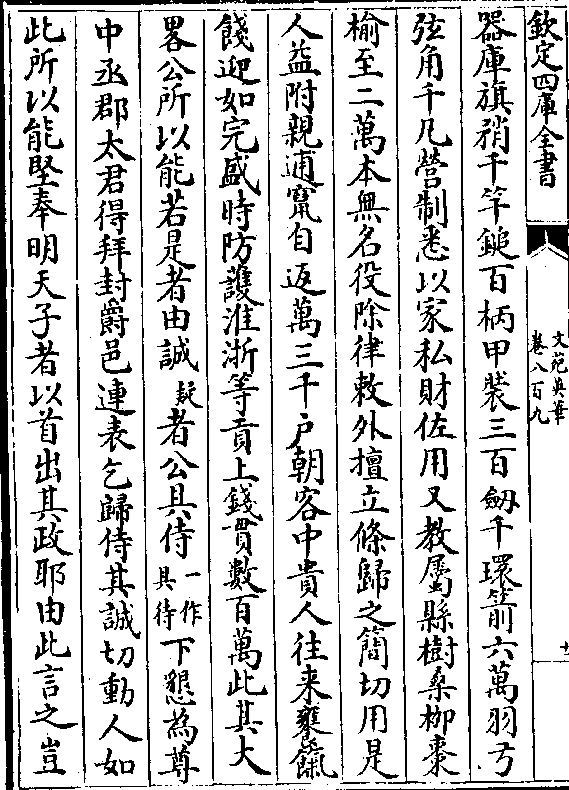 欽定四庫全書
文苑英華
卷八百九
器庫旗矟千竿鎚百柄甲裝三百劒千環箭六萬羽弓
弦角千凡營制悉以家私財佐用又教屬縣樹桑柳棗
榆至二萬本無名役除律敕外擅立條歸之簡切用是
人益附親逋竄自返萬三千户朝客中貴人往来饔餼
餞迎如完盛時防護淮浙等貢上錢貫數百萬此其大
畧公所以能若是者由誠疑者公具侍一作具待下懇為尊
中丞郡太君得拜封爵邑連表乞歸侍其誠切動人如
此所以能堅奉明天子者以首出其政耶由此言之豈